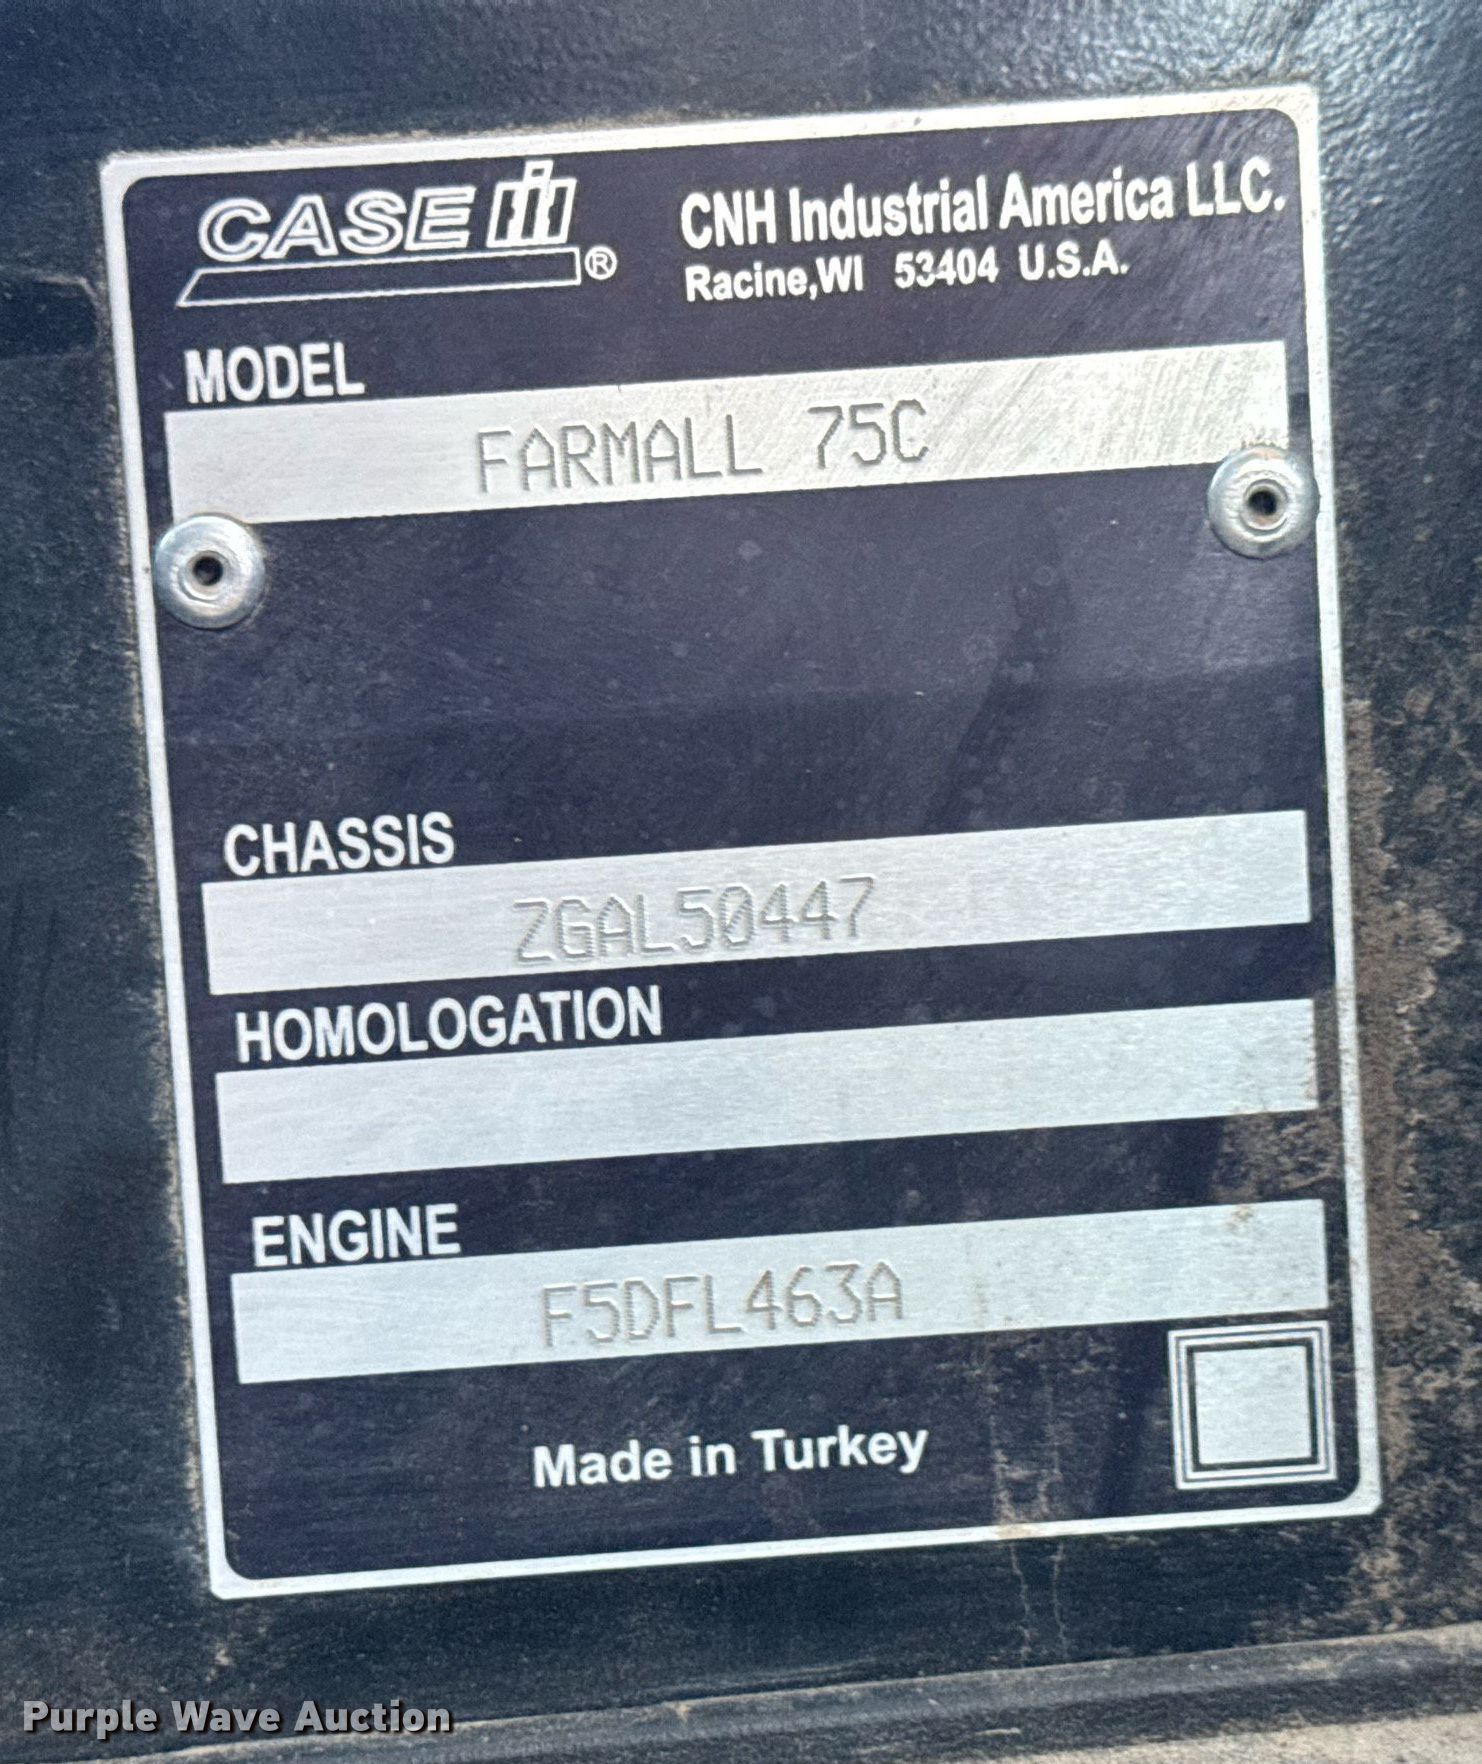 CASE IH ®
CNH Industrial America LLC.
Racine,WI 53404 U.S.A.
MODEL
FARMALL 75C
CHASSIS
ZGAL50447
HOMOLOGATION
ENGINE
F5DFL463A
Made in Turkey
Purple Wave Auction